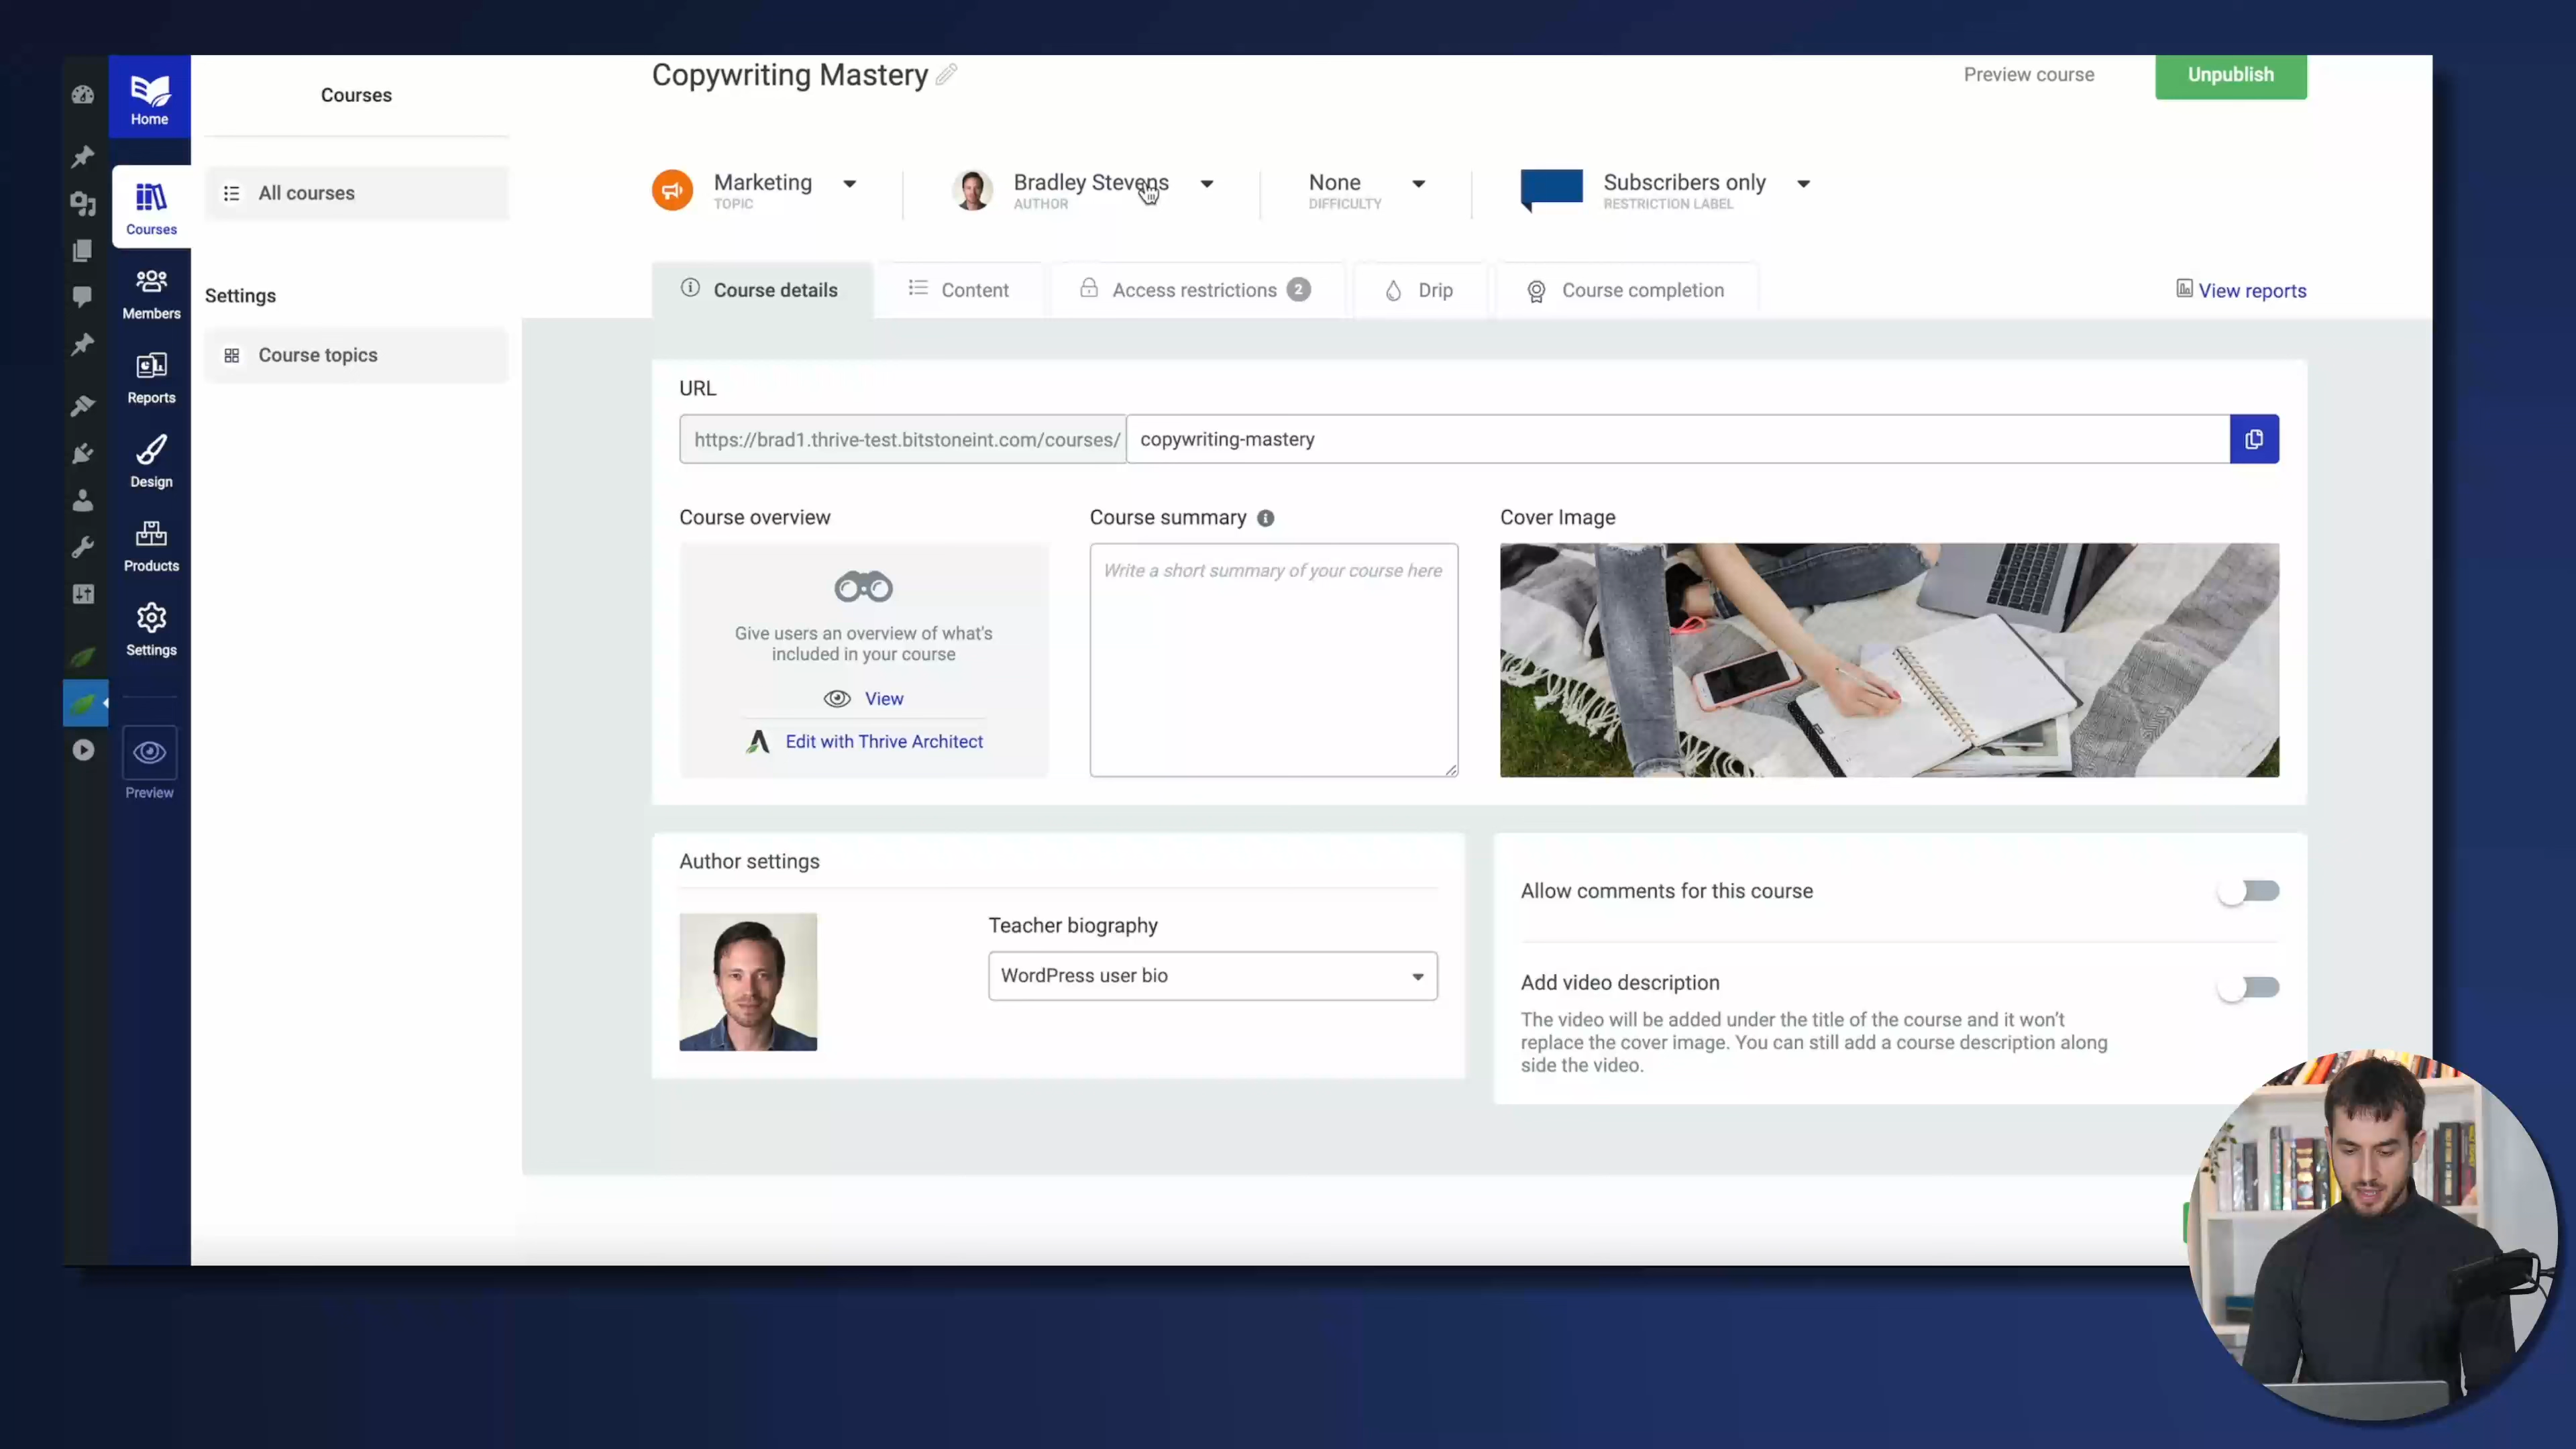 Home
Courses
Members
Reports
Design
Products
Settings
Preview
Courses
All courses
Settings
Course topics
Copywriting Mastery
Preview course
Unpublish
Marketing
TOPIC
Bradley Stevens
AUTHOR
None
DIFFICULTY
Subscribers only
RESTRICTION LABEL
Course details
Content
Access restrictions 2
Drip
Course completion
View reports
URL
https://brad1.thrive-test.bitstoneint.com/courses/
copywriting-mastery
Course overview
Give users an overview of what's
included in your course
View
Edit with Thrive Architect
Course summary
Write a short summary of your course here
Cover Image
Author settings
Teacher biography
WordPress user bio
Allow comments for this course
Add video description
The video will be added under the title of the course and it won't
replace the cover image. You can still add a course description along
side the video.